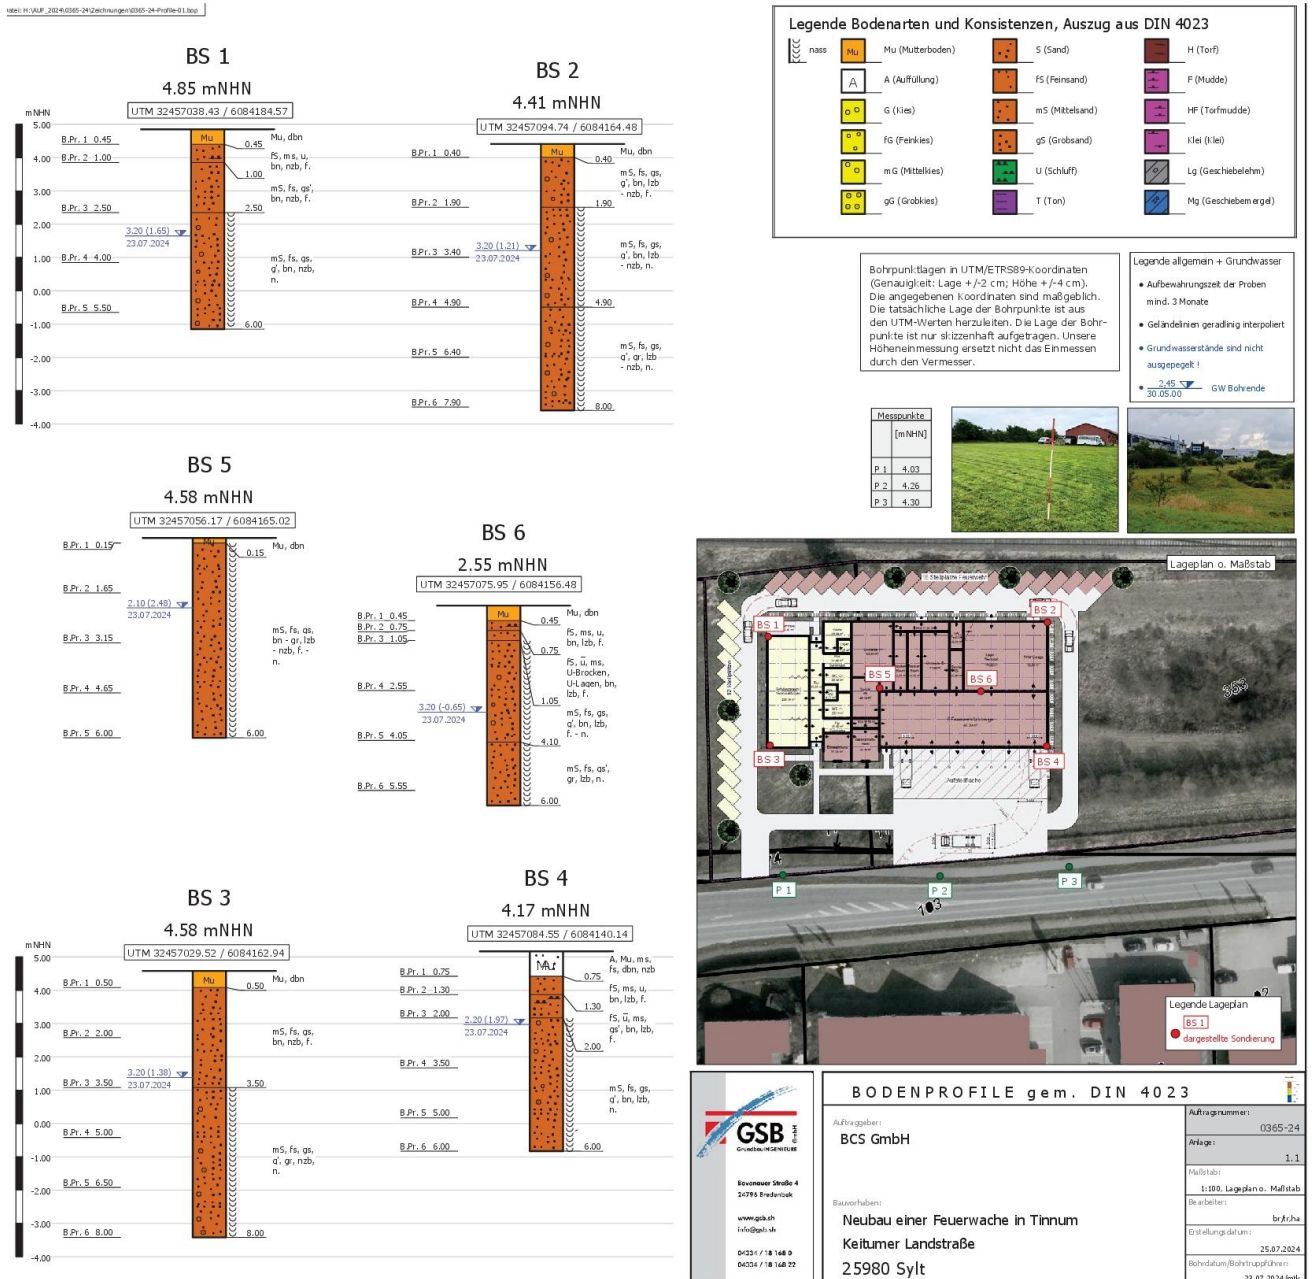 Datei: H:\AUF_2024\0365-24\Zeichnungen\0365-24-Profile-01.bop
BS 1
4.85 mNHN
UTM 32457038.43 / 6084184.57
mNHN
5.00
4.00
3.00
2.00
1.00
0.00
-1.00
-2.00
-3.00
-4.00
B.Pr. 1 0.45
B.Pr. 2 1.00
B.Pr. 3 2.50
3.20 (1.65)
23.07.2024
B.Pr. 4 4.00
B.Pr. 5 5.50
Mu
0.45
1.00
2.50
6.00
Mu, dbn
fS, ms, u,
bn, nzb, f.
mS, fs, gs',
bn, nzb, f.
mS, fs, gs,
g', bn, nzb,
n.
BS 2
4.41 mNHN
UTM 32457094.74 / 6084164.48
B.Pr. 1 0.40
B.Pr. 2 1.90
3.20 (1.21)
23.07.2024
B.Pr. 3 3.40
B.Pr. 4 4.90
B.Pr. 5 6.40
B.Pr. 6 7.90
Mu
0.40
1.90
4.90
8.00
Mu, dbn
mS, fs, gs,
g', bn, lzb
- nzb, f.
mS, fs, gs,
g', bn, lzb
- nzb, n.
mS, fs, gs,
g', gr, lzb
- nzb, n.
BS 5
4.58 mNHN
UTM 32457056.17 / 6084165.02
B.Pr. 1 0.15
B.Pr. 2 1.65
2.10 (2.48)
23.07.2024
B.Pr. 3 3.15
B.Pr. 4 4.65
B.Pr. 5 6.00
Mu
0.15
6.00
Mu, dbn
mS, fs, gs,
bn - gr, lzb
- nzb, f. -
n.
BS 6
2.55 mNHN
UTM 32457075.95 / 6084156.48
B.Pr. 1 0.45
B.Pr. 2 0.75
B.Pr. 3 1.05
B.Pr. 4 2.55
3.20 (-0.65)
23.07.2024
B.Pr. 5 4.05
B.Pr. 6 5.55
Mu
0.45
0.75
1.05
4.10
6.00
Mu, dbn
fS, ms, u,
bn, lzb, f.
fS, ū, ms,
U-Brocken,
U-Lagen, bn,
lzb, f.
mS, fs, gs,
g', bn, lzb,
f. - n.
mS, fs, gs',
gr, lzb, n.
BS 3
4.58 mNHN
UTM 32457029.52 / 6084162.94
mNHN
5.00
4.00
3.00
2.00
1.00
0.00
-1.00
-2.00
-3.00
-4.00
B.Pr. 1 0.50
B.Pr. 2 2.00
3.20 (1.38)
23.07.2024
B.Pr. 3 3.50
B.Pr. 4 5.00
B.Pr. 5 6.50
B.Pr. 6 8.00
Mu
0.50
3.50
8.00
Mu, dbn
mS, fs, gs,
bn, nzb, f.
mS, fs, gs,
g', gr, nzb,
n.
BS 4
4.17 mNHN
UTM 32457084.55 / 6084140.14
B.Pr. 1 0.75
B.Pr. 2 1.30
B.Pr. 3 2.00
2.20 (1.97)
23.07.2024
B.Pr. 4 3.50
B.Pr. 5 5.00
B.Pr. 6 6.00
0.75
1.30
2.00
6.00
A, Mu, ms,
fs, dbn, nzb
fS, ms, u,
bn, lzb, f.
fS, ū, ms,
gs', bn, lzb,
f.
mS, fs, gs,
g', bn, lzb,
n.
Legende Bodenarten und Konsistenzen, Auszug aus DIN 4023
nass
Mu
Mu (Mutterboden)
A
A (Auffüllung)
G (Kies)
fG (Feinkies)
mG (Mittelkies)
gG (Grobkies)
S (Sand)
fS (Feinsand)
mS (Mittelsand)
gS (Grobsand)
U (Schluff)
T (Ton)
H (Torf)
F (Mudde)
HF (Torfmudde)
Klei (Klei)
Lg (Geschiebelehm)
Mg (Geschiebemergel)
Bohrpunktlagen in UTM/ETRS89-Koordinaten
(Genauigkeit: Lage +/-2 cm; Höhe +/-4 cm).
Die angegebenen Koordinaten sind maßgeblich.
Die tatsächliche Lage der Bohrpunkte ist aus
den UTM-Werten herzuleiten. Die Lage der Bohr-
punkte ist nur skizzenhaft aufgetragen. Unsere
Höheneinmessung ersetzt nicht das Einmessen
durch den Vermesser.
Legende allgemein + Grundwasser
• Aufbewahrungszeit der Proben
mind. 3 Monate
• Geländelinien geradlinig interpoliert
• Grundwasserstände sind nicht
ausgepegelt !
• 2,45
30.05.00
GW Bohrende
Messpunkte
[mNHN]
P 1 4.03
P 2 4.26
P 3 4.30
Lageplan o. Maßstab
Stellplätze Feuerwehr
BS 1
BS 2
BS 5
BS 6
BS 3
BS 4
Aufstellfläche
353
P 1
P 2
P 3
103
Legende Lageplan
BS 1
dargestellte Sondierung
GSB GmbH
GrundbauINGENIEURE
Bovenauer Straße 4
24796 Bredenbek
www.gsb.sh
info@gsb.sh
04334 / 18 168 0
04334 / 18 168 22
BODENPROFILE gem. DIN 4023
Auftraggeber:
BCS GmbH
Bauvorhaben:
Neubau einer Feuerwache in Tinnum
Keitumer Landstraße
25980 Sylt
Auftragsnummer:
0365-24
Anlage:
1.1
Maßstab:
1:100, Lageplan o. Maßstab
Bearbeiter:
br/tr.ha
Erstellungsdatum:
25.07.2024
Bohrdatum/Bohrtruppführer: